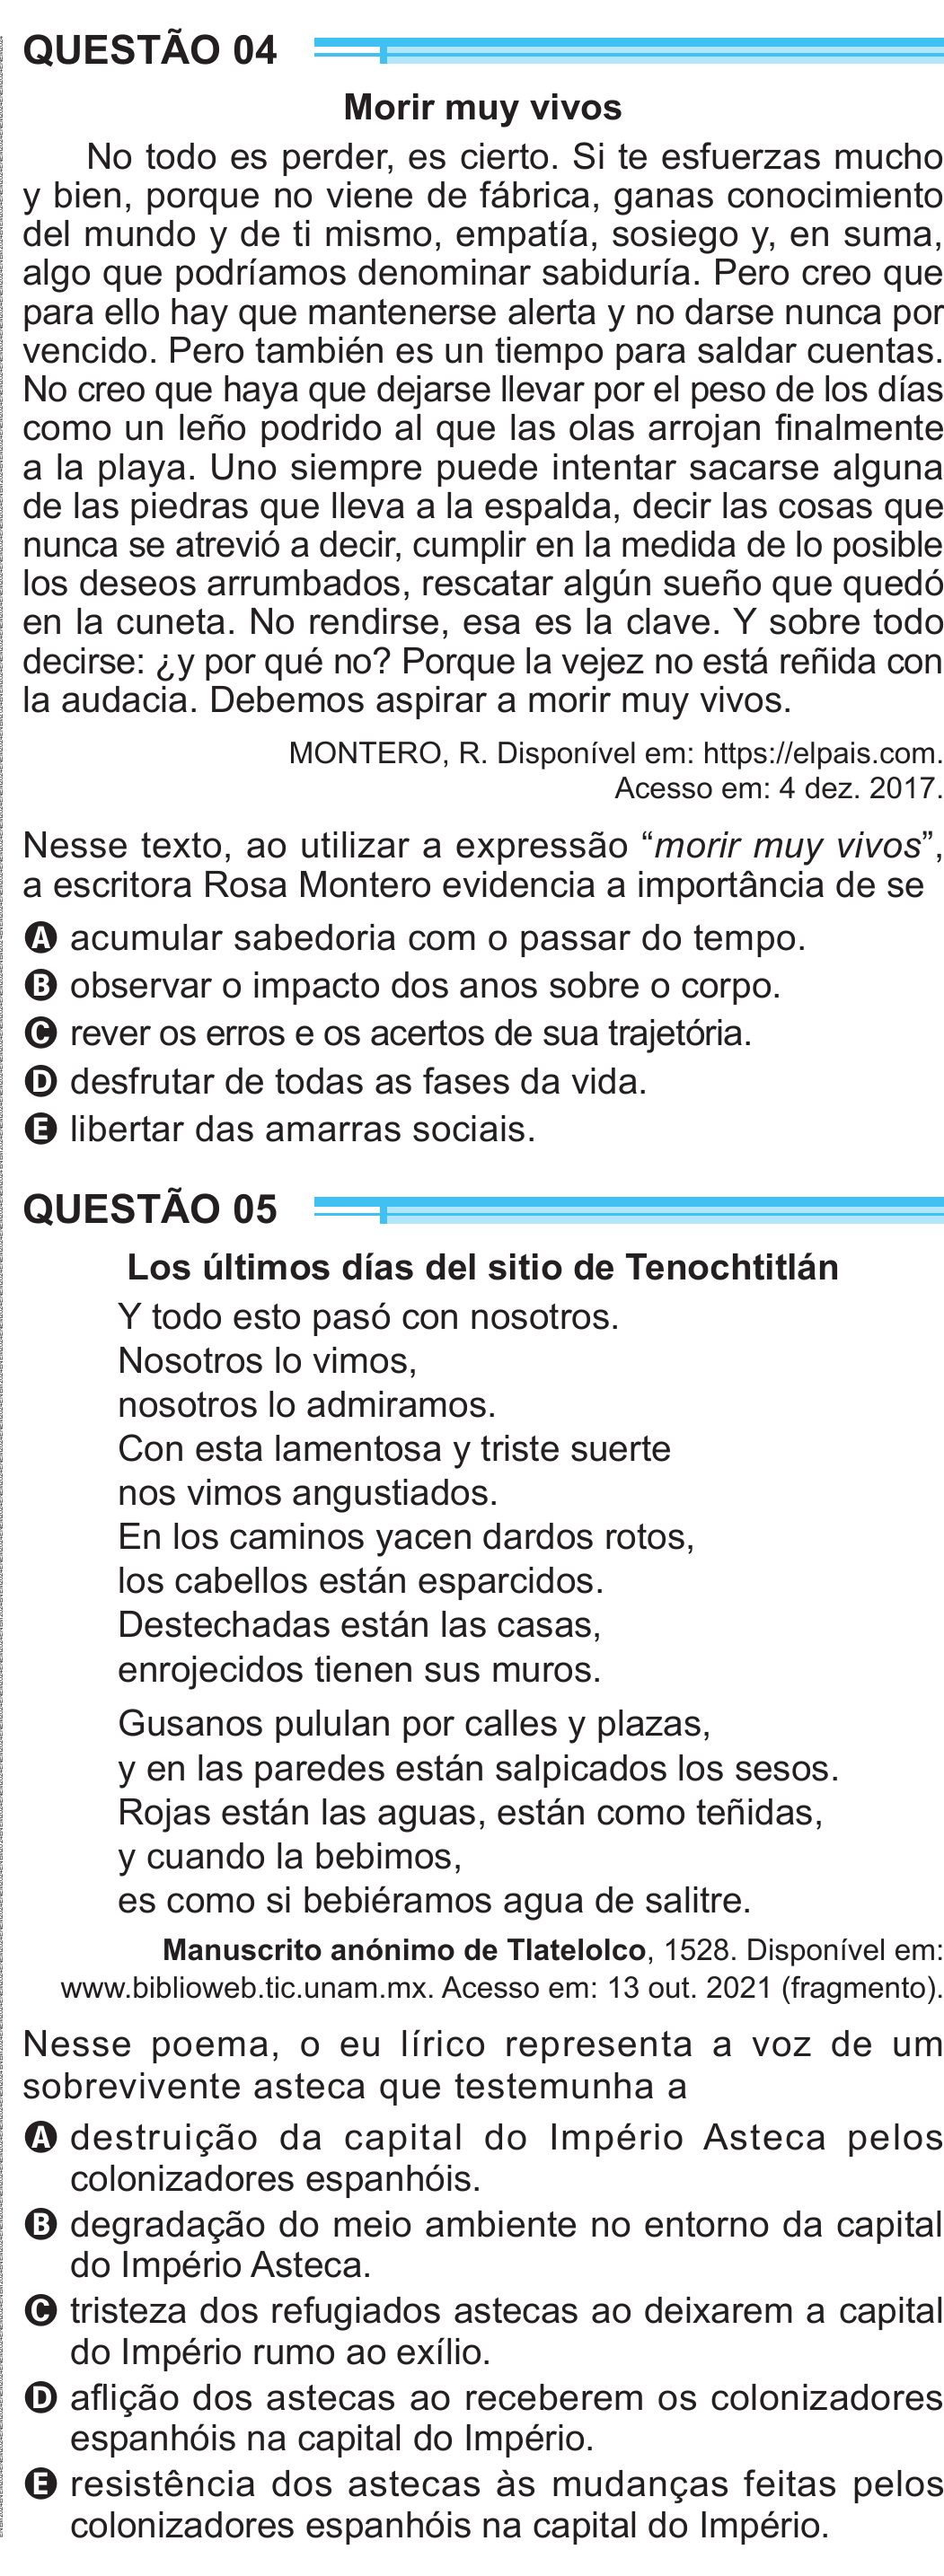 QUESTÃO 04
Morir muy vivos
No todo es perder, es cierto. Si te esfuerzas mucho
y bien, porque no viene de fábrica, ganas conocimiento
del mundo y de ti mismo, empatía, sosiego y, en suma,
algo que podríamos denominar sabiduría. Pero creo que
para ello hay que mantenerse alerta y no darse nunca por
vencido. Pero también es un tiempo para saldar cuentas.
No creo que haya que dejarse llevar por el peso de los días
como un leño podrido al que las olas arrojan finalmente
a la playa. Uno siempre puede intentar sacarse alguna
de las piedras que lleva a la espalda, decir las cosas que
nunca se atrevió a decir, cumplir en la medida de lo posible
los deseos arrumbados, rescatar algún sueño que quedó
en la cuneta. No rendirse, esa es la clave. Y sobre todo
decirse: ¿y por qué no? Porque la vejez no está reñida con
la audacia. Debemos aspirar a morir muy vivos.
MONTERO, R. Disponível em: https://elpais.com.
Acesso em: 4 dez. 2017.
Nesse texto, ao utilizar a expressão “morir muy vivos”,
a escritora Rosa Montero evidencia a importância de se
A acumular sabedoria com o passar do tempo.
B observar o impacto dos anos sobre o corpo.
C rever os erros e os acertos de sua trajetória.
D desfrutar de todas as fases da vida.
E libertar das amarras sociais.
QUESTÃO 05
Los últimos días del sitio de Tenochtitlán
Y todo esto pasó con nosotros.
Nosotros lo vimos,
nosotros lo admiramos.
Con esta lamentosa y triste suerte
nos vimos angustiados.
En los caminos yacen dardos rotos,
los cabellos están esparcidos.
Destechadas están las casas,
enrojecidos tienen sus muros.
Gusanos pululan por calles y plazas,
y en las paredes están salpicados los sesos.
Rojas están las aguas, están como teñidas,
y cuando la bebimos,
es como si bebiéramos agua de salitre.
Manuscrito anónimo de Tlatelolco, 1528. Disponível em:
www.biblioweb.tic.unam.mx. Acesso em: 13 out. 2021 (fragmento).
Nesse poema, o eu lírico representa a voz de um
sobrevivente asteca que testemunha a
A destruição da capital do Império Asteca pelos
colonizadores espanhóis.
B degradação do meio ambiente no entorno da capital
do Império Asteca.
C tristeza dos refugiados astecas ao deixarem a capital
do Império rumo ao exílio.
D aflição dos astecas ao receberem os colonizadores
espanhóis na capital do Império.
E resistência dos astecas às mudanças feitas pelos
colonizadores espanhóis na capital do Império.